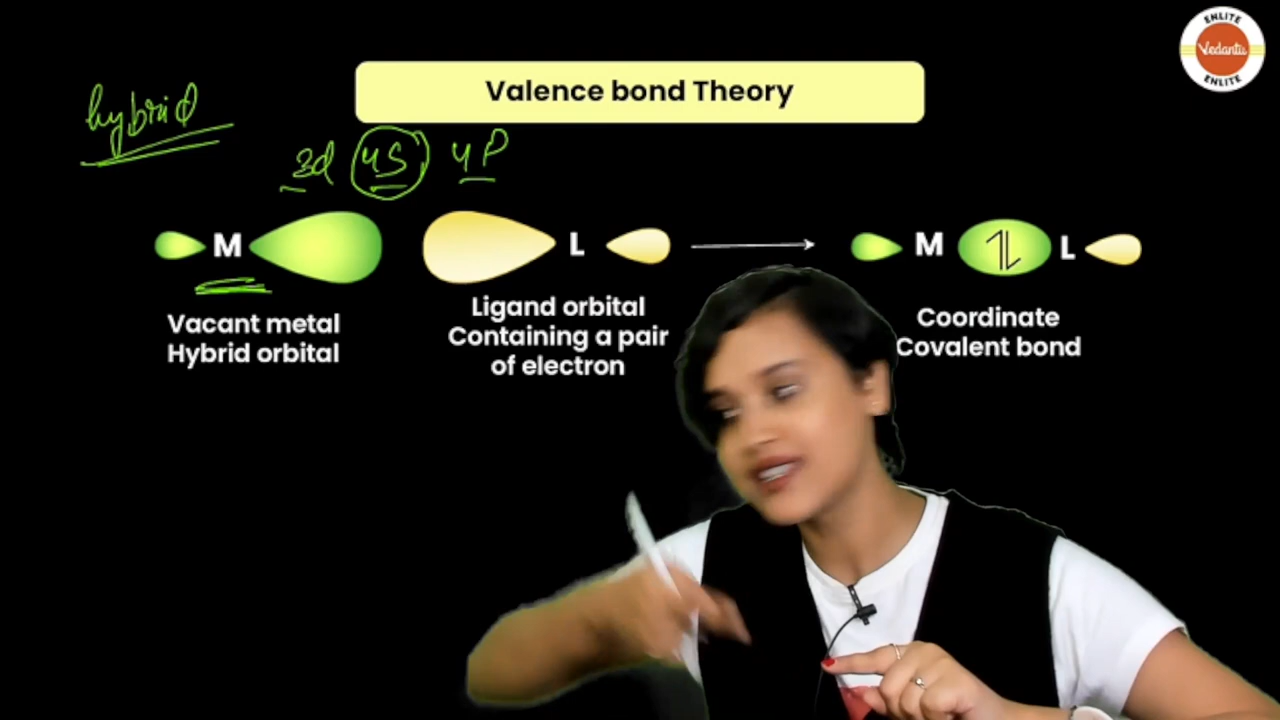 ENLITE
Vedantu
ENLITE
Valence bond Theory
hybrid
3d 4S 4P
M L M L
Vacant metal
Hybrid orbital
Ligand orbital
Containing a pair
of electron
Coordinate
Covalent bond